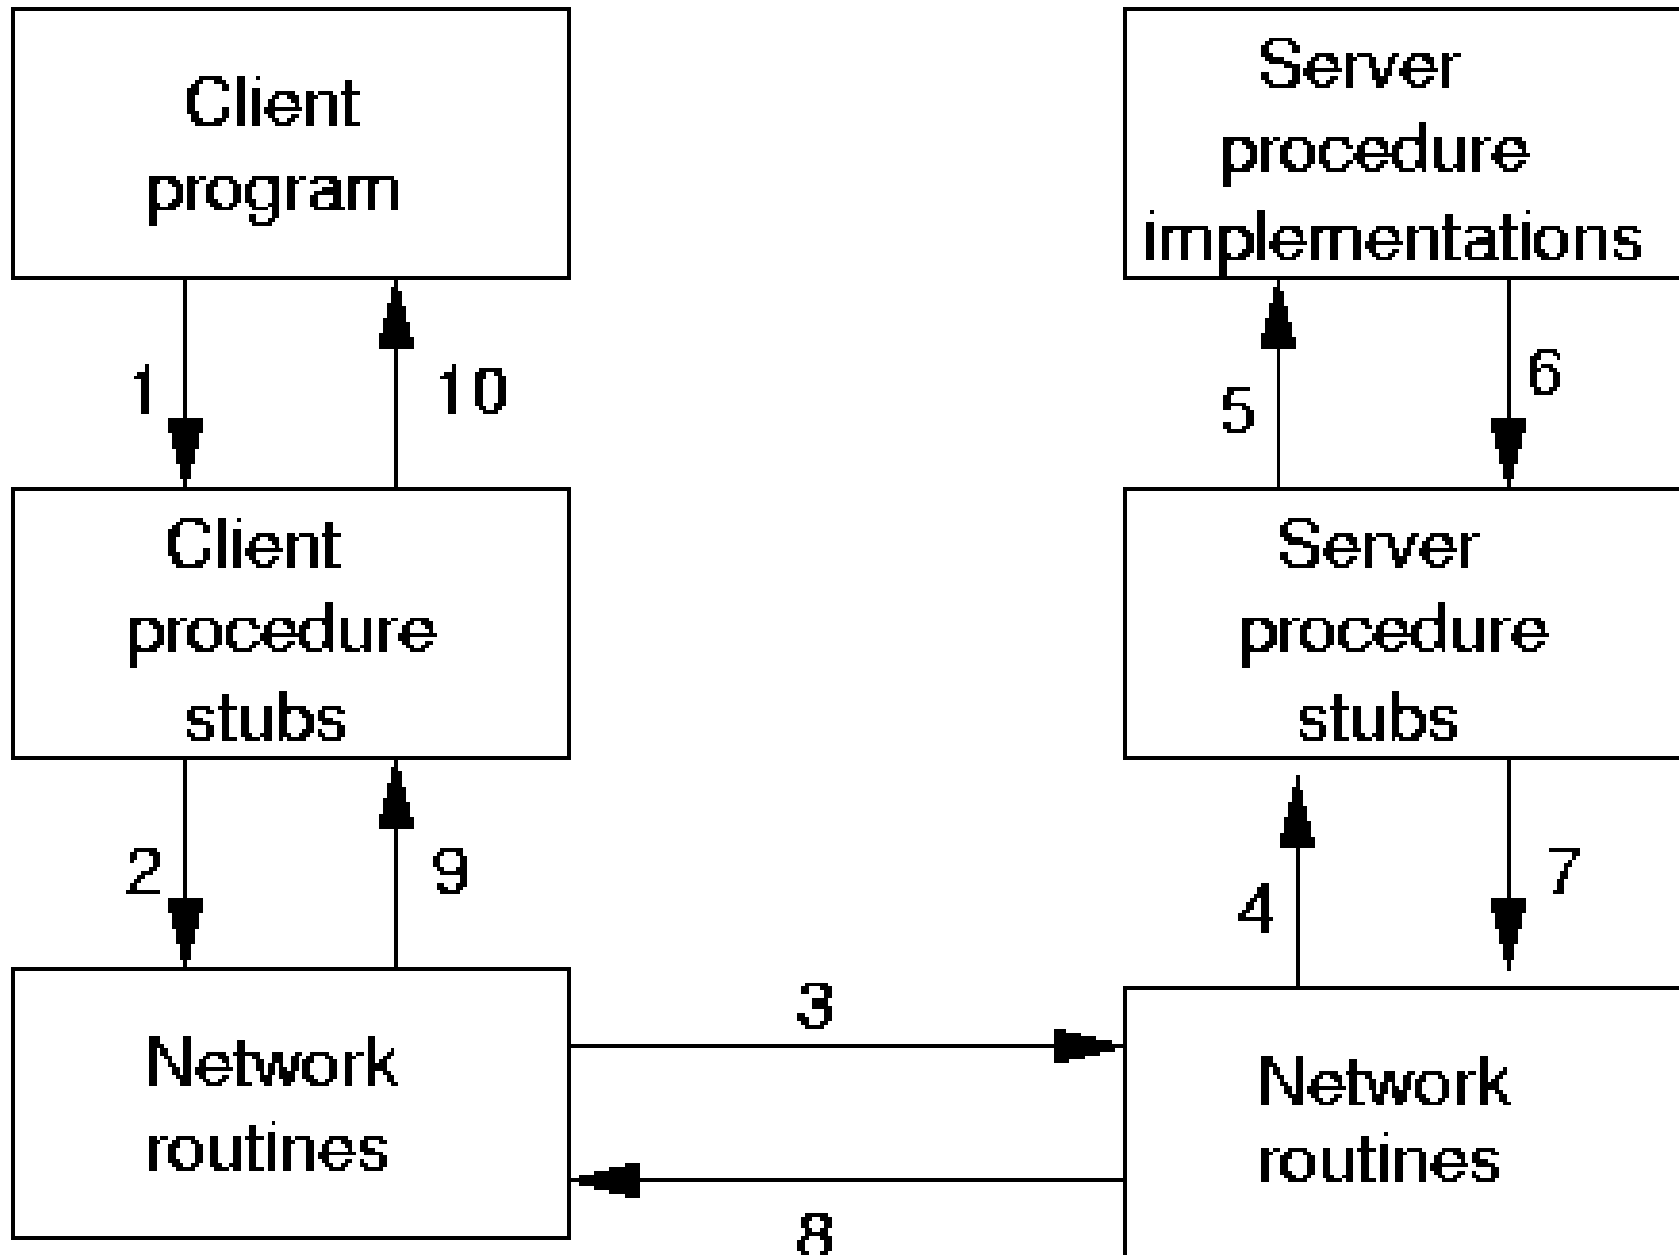 Client
program
Server
procedure
implementations
1
10
5
6
Client
procedure
stubs
Server
procedure
stubs
2
9
4
7
Network
routines
3
8
Network
routines